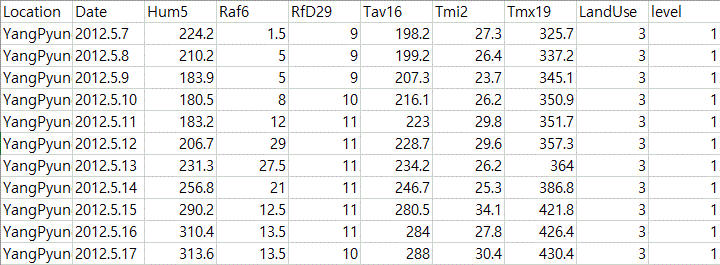 Location Date Hum5 Raf6 RfD29 Tav16 Tmi2 Tmx19 LandUse level
YangPyun 2012.5.7 224.2 1.5 9 198.2 27.3 325.7 3 1
YangPyun 2012.5.8 210.2 5 9 199.2 26.4 337.2 3 1
YangPyun 2012.5.9 183.9 5 9 207.3 23.7 345.1 3 1
YangPyun 2012.5.10 180.5 8 10 216.1 26.2 350.9 3 1
YangPyun 2012.5.11 183.2 12 11 223 29.8 351.7 3 1
YangPyun 2012.5.12 206.7 29 11 228.7 29.6 357.3 3 1
YangPyun 2012.5.13 231.3 27.5 11 234.2 26.2 364 3 1
YangPyun 2012.5.14 256.8 21 11 246.7 25.3 386.8 3 1
YangPyun 2012.5.15 290.2 12.5 11 280.5 34.1 421.8 3 1
YangPyun 2012.5.16 310.4 13.5 11 284 27.8 426.4 3 1
YangPyun 2012.5.17 313.6 13.5 10 288 30.4 430.4 3 1